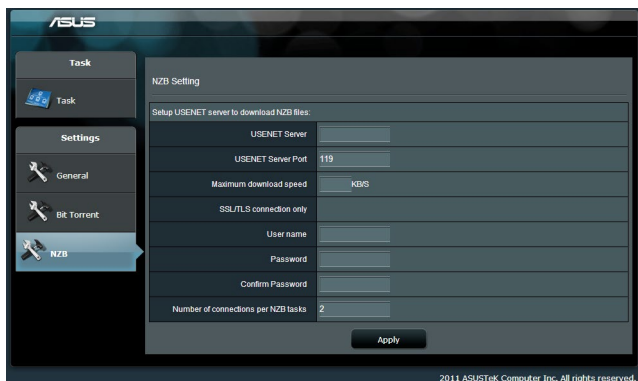 ASUS
Task
Task
Settings
General
Bit Torrent
NZB
NZB Setting
Setup USENET server to download NZB files:
USENET Server
USENET Server Port 119
Maximum download speed KB/S
SSL/TLS connection only
User name
Password
Confirm Password
Number of connections per NZB tasks 2
Apply
2011 ASUSTeK Computer Inc. All rights reserved.